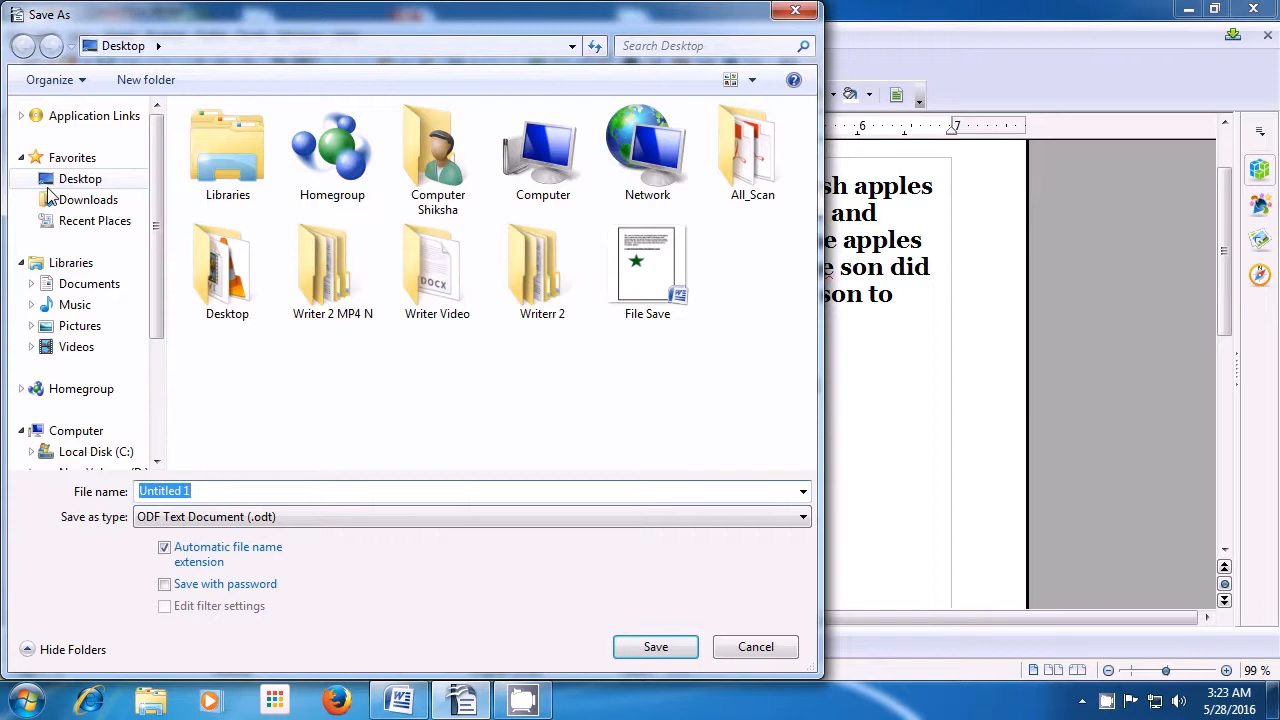 Save As
Desktop
Search Desktop
Organize
New folder
Application Links
Favorites
Desktop
Downloads
Recent Places
Libraries
Documents
Music
Pictures
Videos
Homegroup
Computer
Local Disk (C:)
Libraries
Homegroup
Computer
Shiksha
Computer
Network
All_Scan
Desktop
Writer 2 MP4 N
Writer Video
DOCX
Writerr 2
File Save
File name:
Untitled 1
Save as type:
ODF Text Document (.odt)
Automatic file name
extension
Save with password
Edit filter settings
Hide Folders
Save
Cancel
6
7
sh apples
and
e apples
e son did
son to
99 %
3:23 AM
5/28/2016